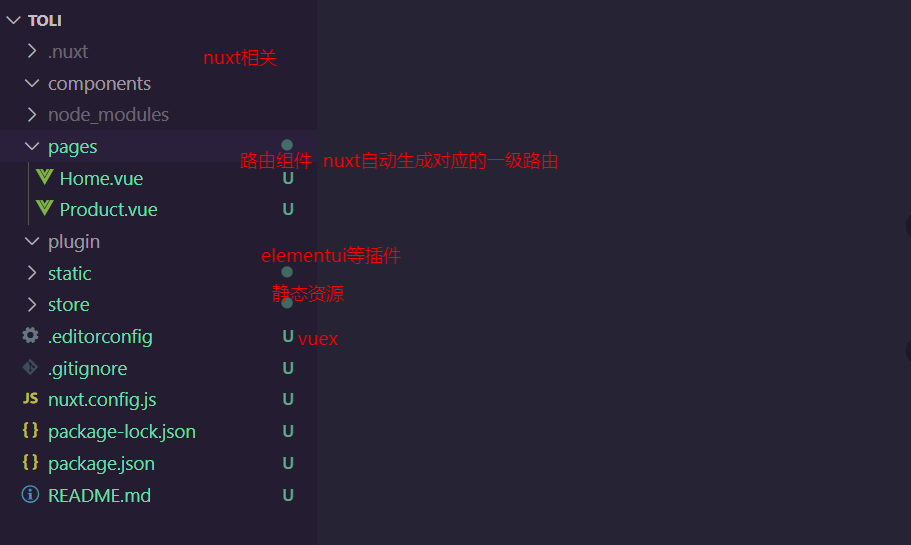 TOLI
.nuxt
nuxt相关
components
node_modules
pages
路由组件 nuxt自动生成对应的一级路由
Home.vue U
Product.vue U
plugin
elementui等插件
static
静态资源
store
.editorconfig U
vuex
.gitignore U
JS nuxt.config.js U
{ } package-lock.json U
{ } package.json U
README.md U